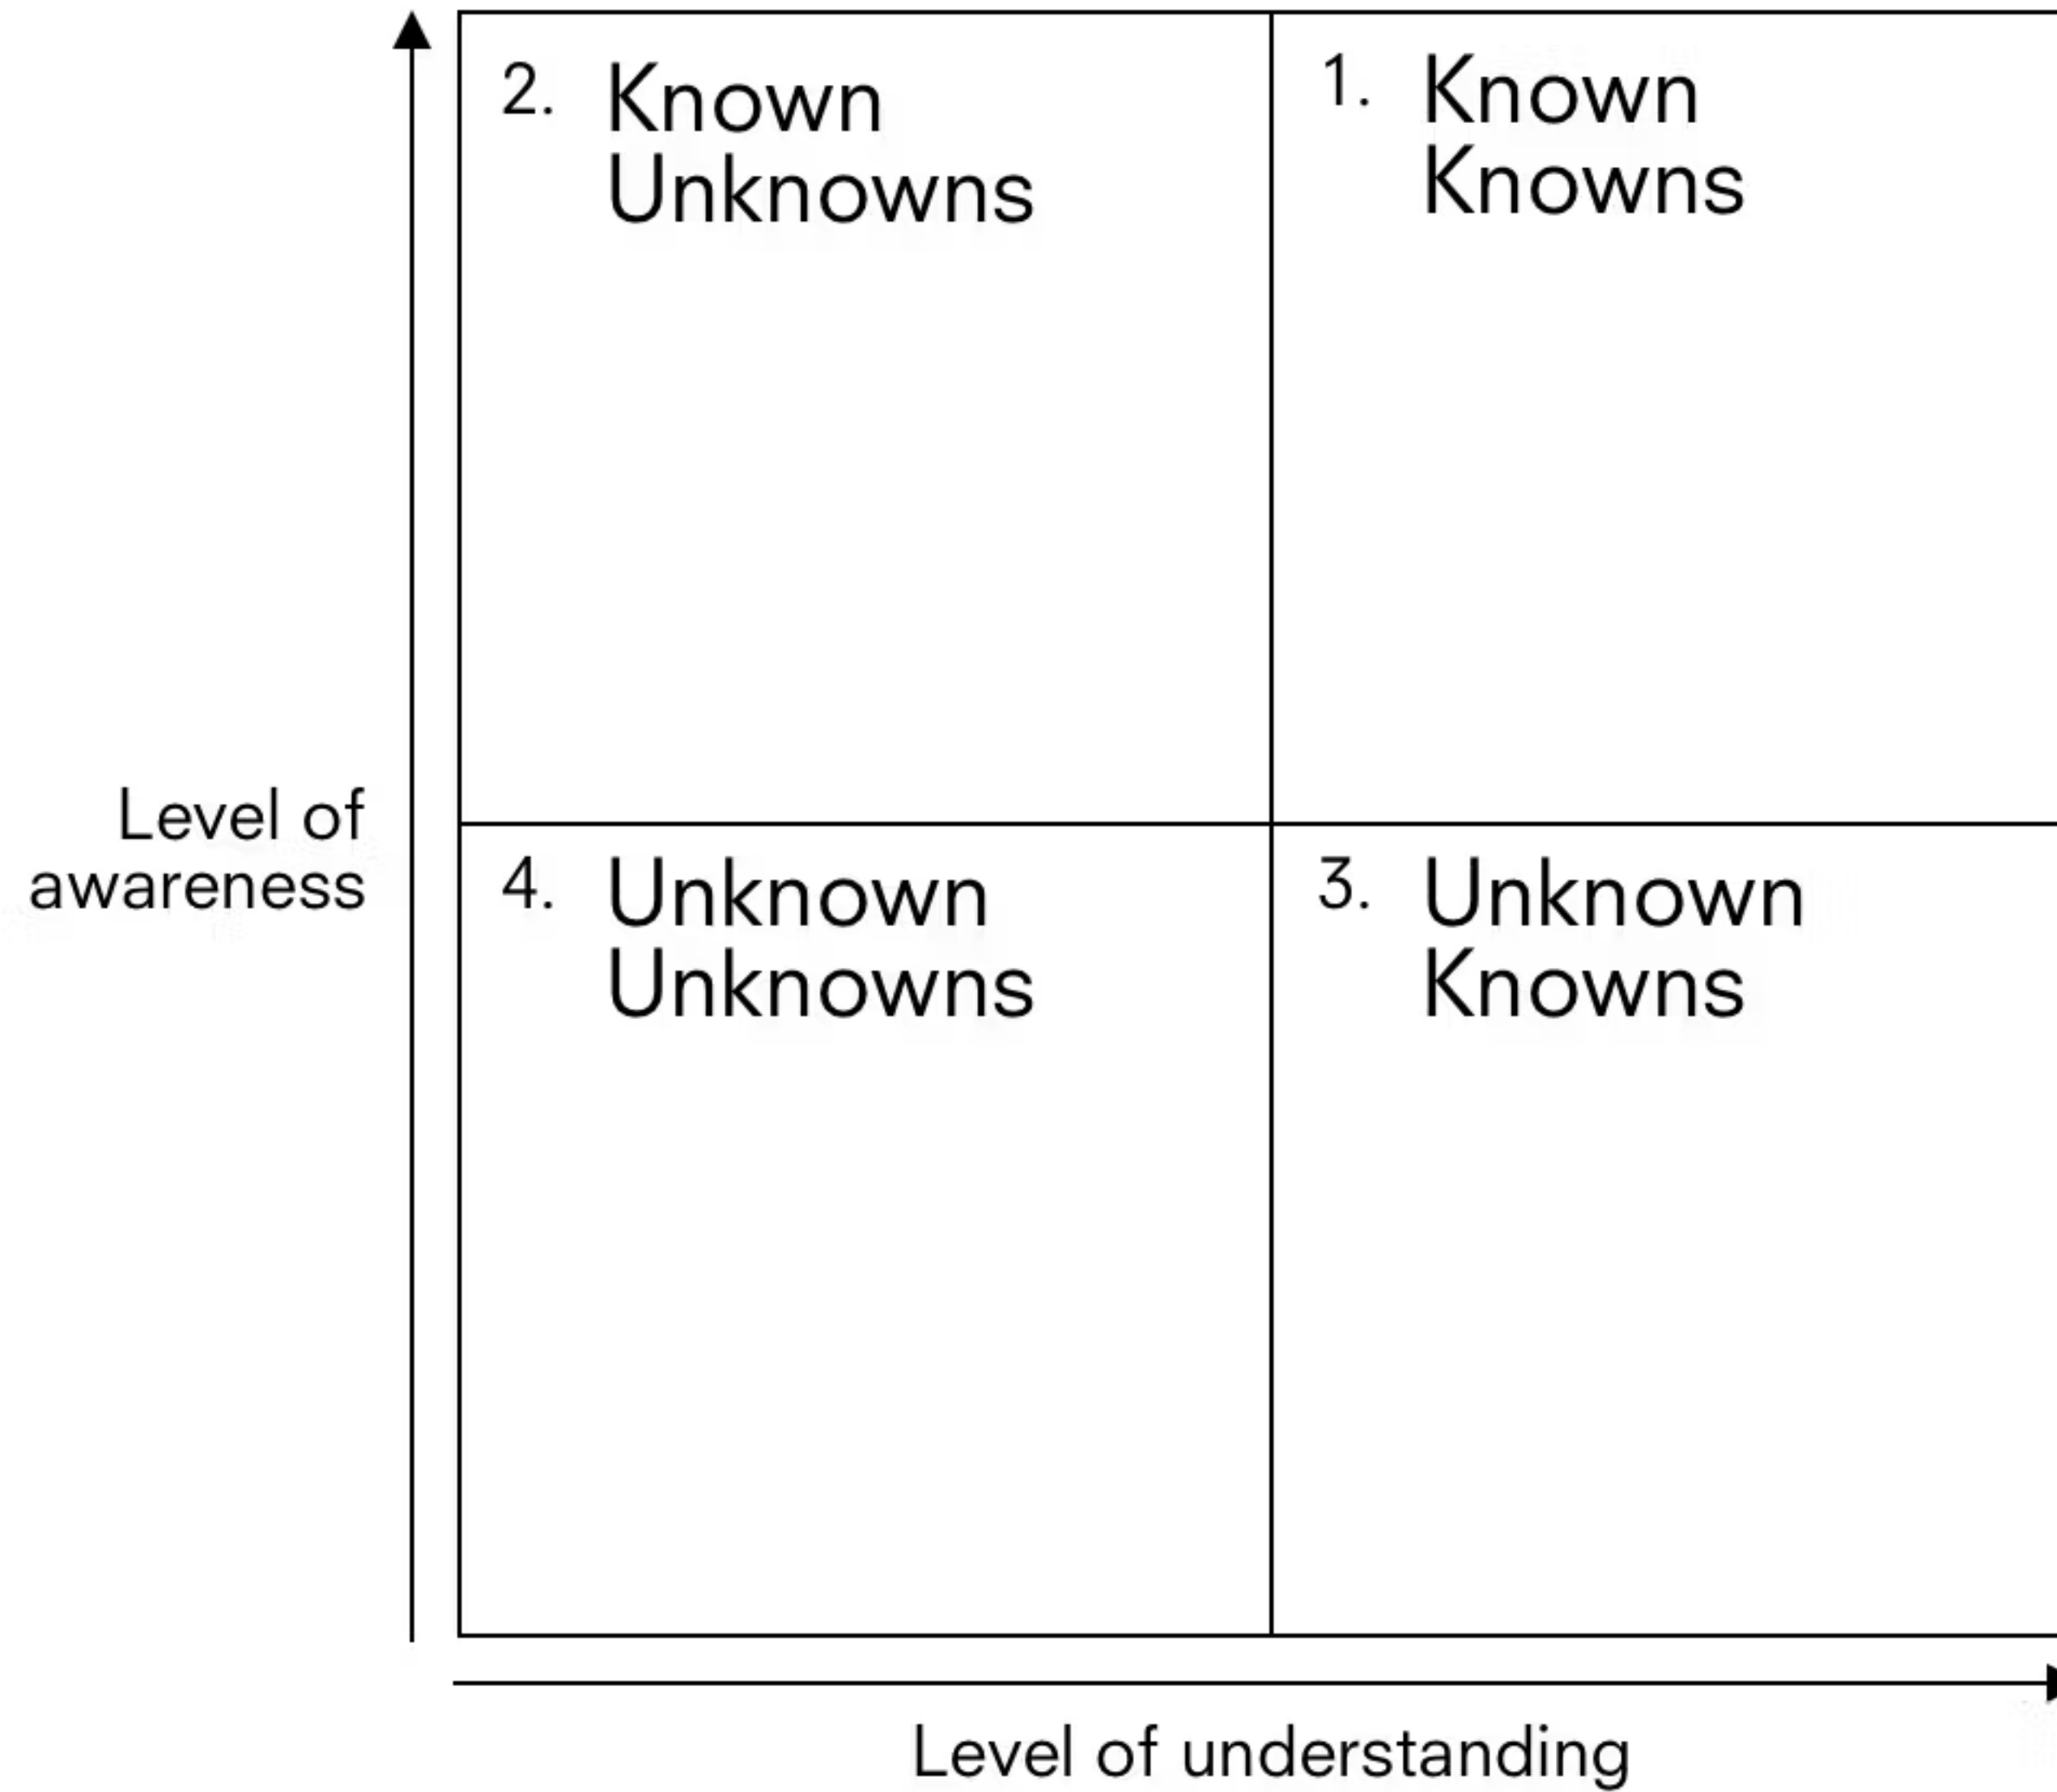 2. Known
Unknowns
1. Known
Knowns
Level of
awareness
4. Unknown
Unknowns
3. Unknown
Knowns
Level of understanding